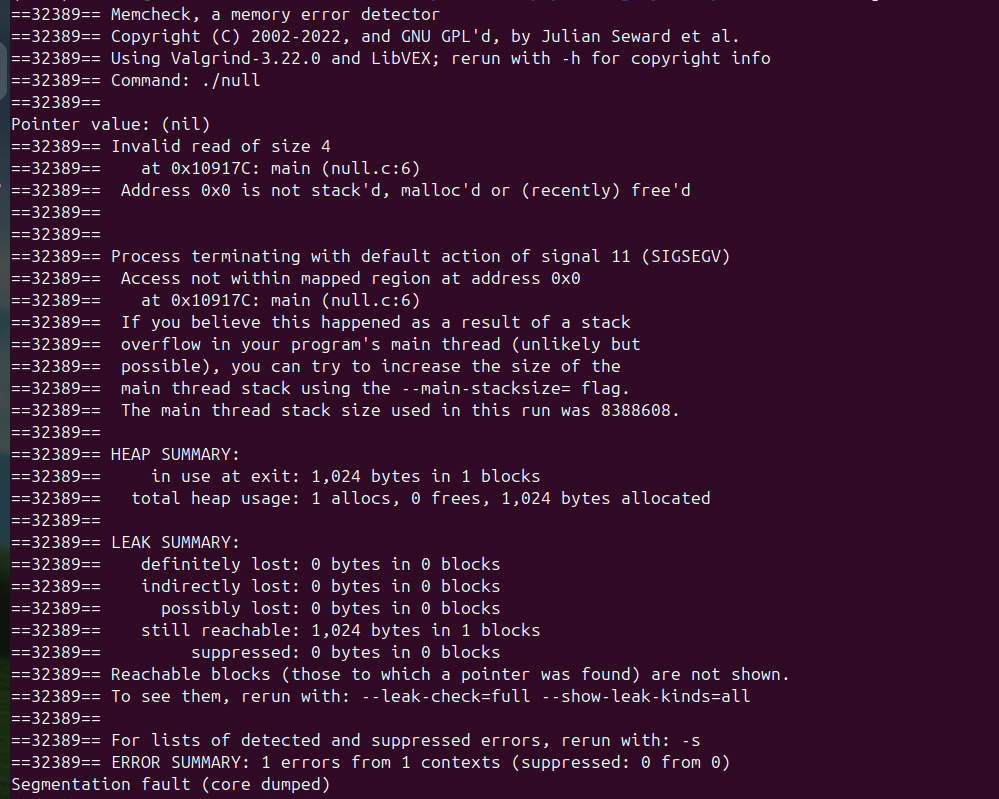 ==32389== Memcheck, a memory error detector
==32389== Copyright (C) 2002-2022, and GNU GPL'd, by Julian Seward et al.
==32389== Using Valgrind-3.22.0 and LibVEX; rerun with -h for copyright info
==32389== Command: ./null
==32389==
Pointer value: (nil)
==32389== Invalid read of size 4
==32389==    at 0x10917C: main (null.c:6)
==32389==  Address 0x0 is not stack'd, malloc'd or (recently) free'd
==32389==
==32389==
==32389== Process terminating with default action of signal 11 (SIGSEGV)
==32389==  Access not within mapped region at address 0x0
==32389==    at 0x10917C: main (null.c:6)
==32389==  If you believe this happened as a result of a stack
==32389==  overflow in your program's main thread (unlikely but
==32389==  possible), you can try to increase the size of the
==32389==  main thread stack using the --main-stacksize= flag.
==32389==  The main thread stack size used in this run was 8388608.
==32389==
==32389== HEAP SUMMARY:
==32389==     in use at exit: 1,024 bytes in 1 blocks
==32389==   total heap usage: 1 allocs, 0 frees, 1,024 bytes allocated
==32389==
==32389== LEAK SUMMARY:
==32389==    definitely lost: 0 bytes in 0 blocks
==32389==    indirectly lost: 0 bytes in 0 blocks
==32389==      possibly lost: 0 bytes in 0 blocks
==32389==    still reachable: 1,024 bytes in 1 blocks
==32389==         suppressed: 0 bytes in 0 blocks
==32389== Reachable blocks (those to which a pointer was found) are not shown.
==32389== To see them, rerun with: --leak-check=full --show-leak-kinds=all
==32389==
==32389== For lists of detected and suppressed errors, rerun with: -s
==32389== ERROR SUMMARY: 1 errors from 1 contexts (suppressed: 0 from 0)
Segmentation fault (core dumped)